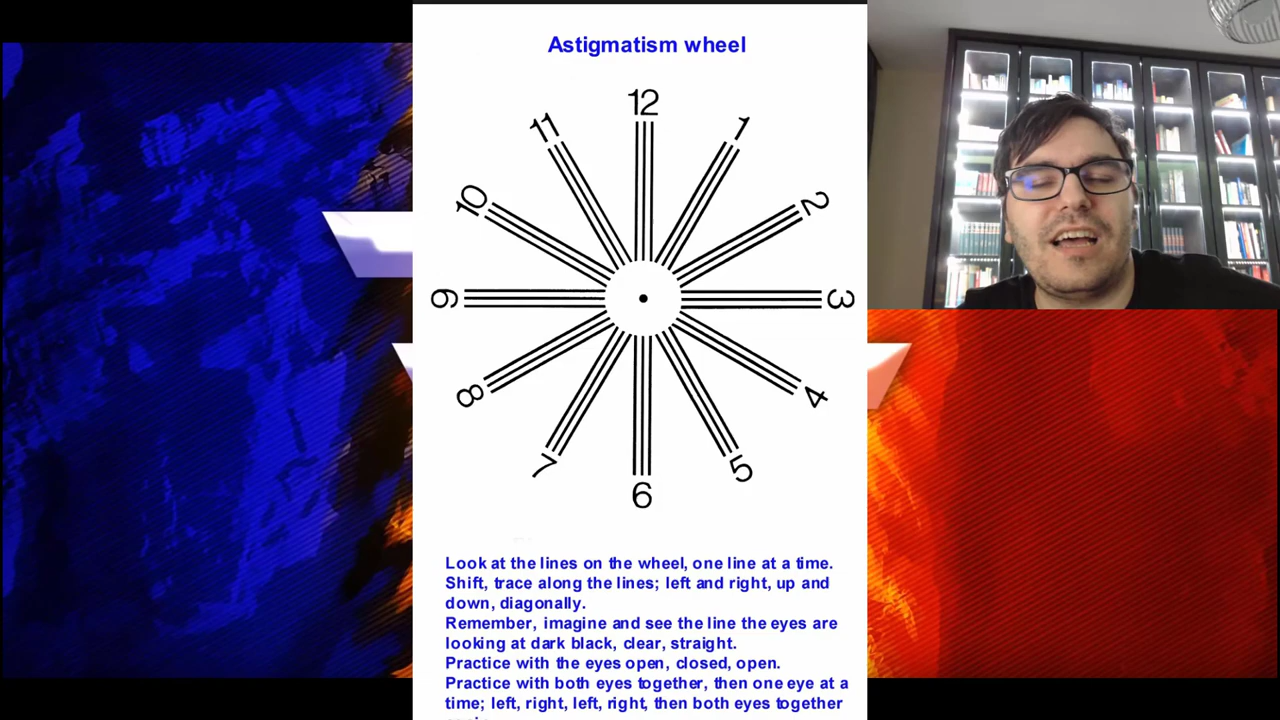 Astigmatism wheel
12
11
1
10
2
9
3
8
4
7
5
6
Look at the lines on the wheel, one line at a time.
Shift, trace along the lines; left and right, up and
down, diagonally.
Remember, imagine and see the line the eyes are
looking at dark black, clear, straight.
Practice with the eyes open, closed, open.
Practice with both eyes together, then one eye at a
time; left, right, left, right, then both eyes together